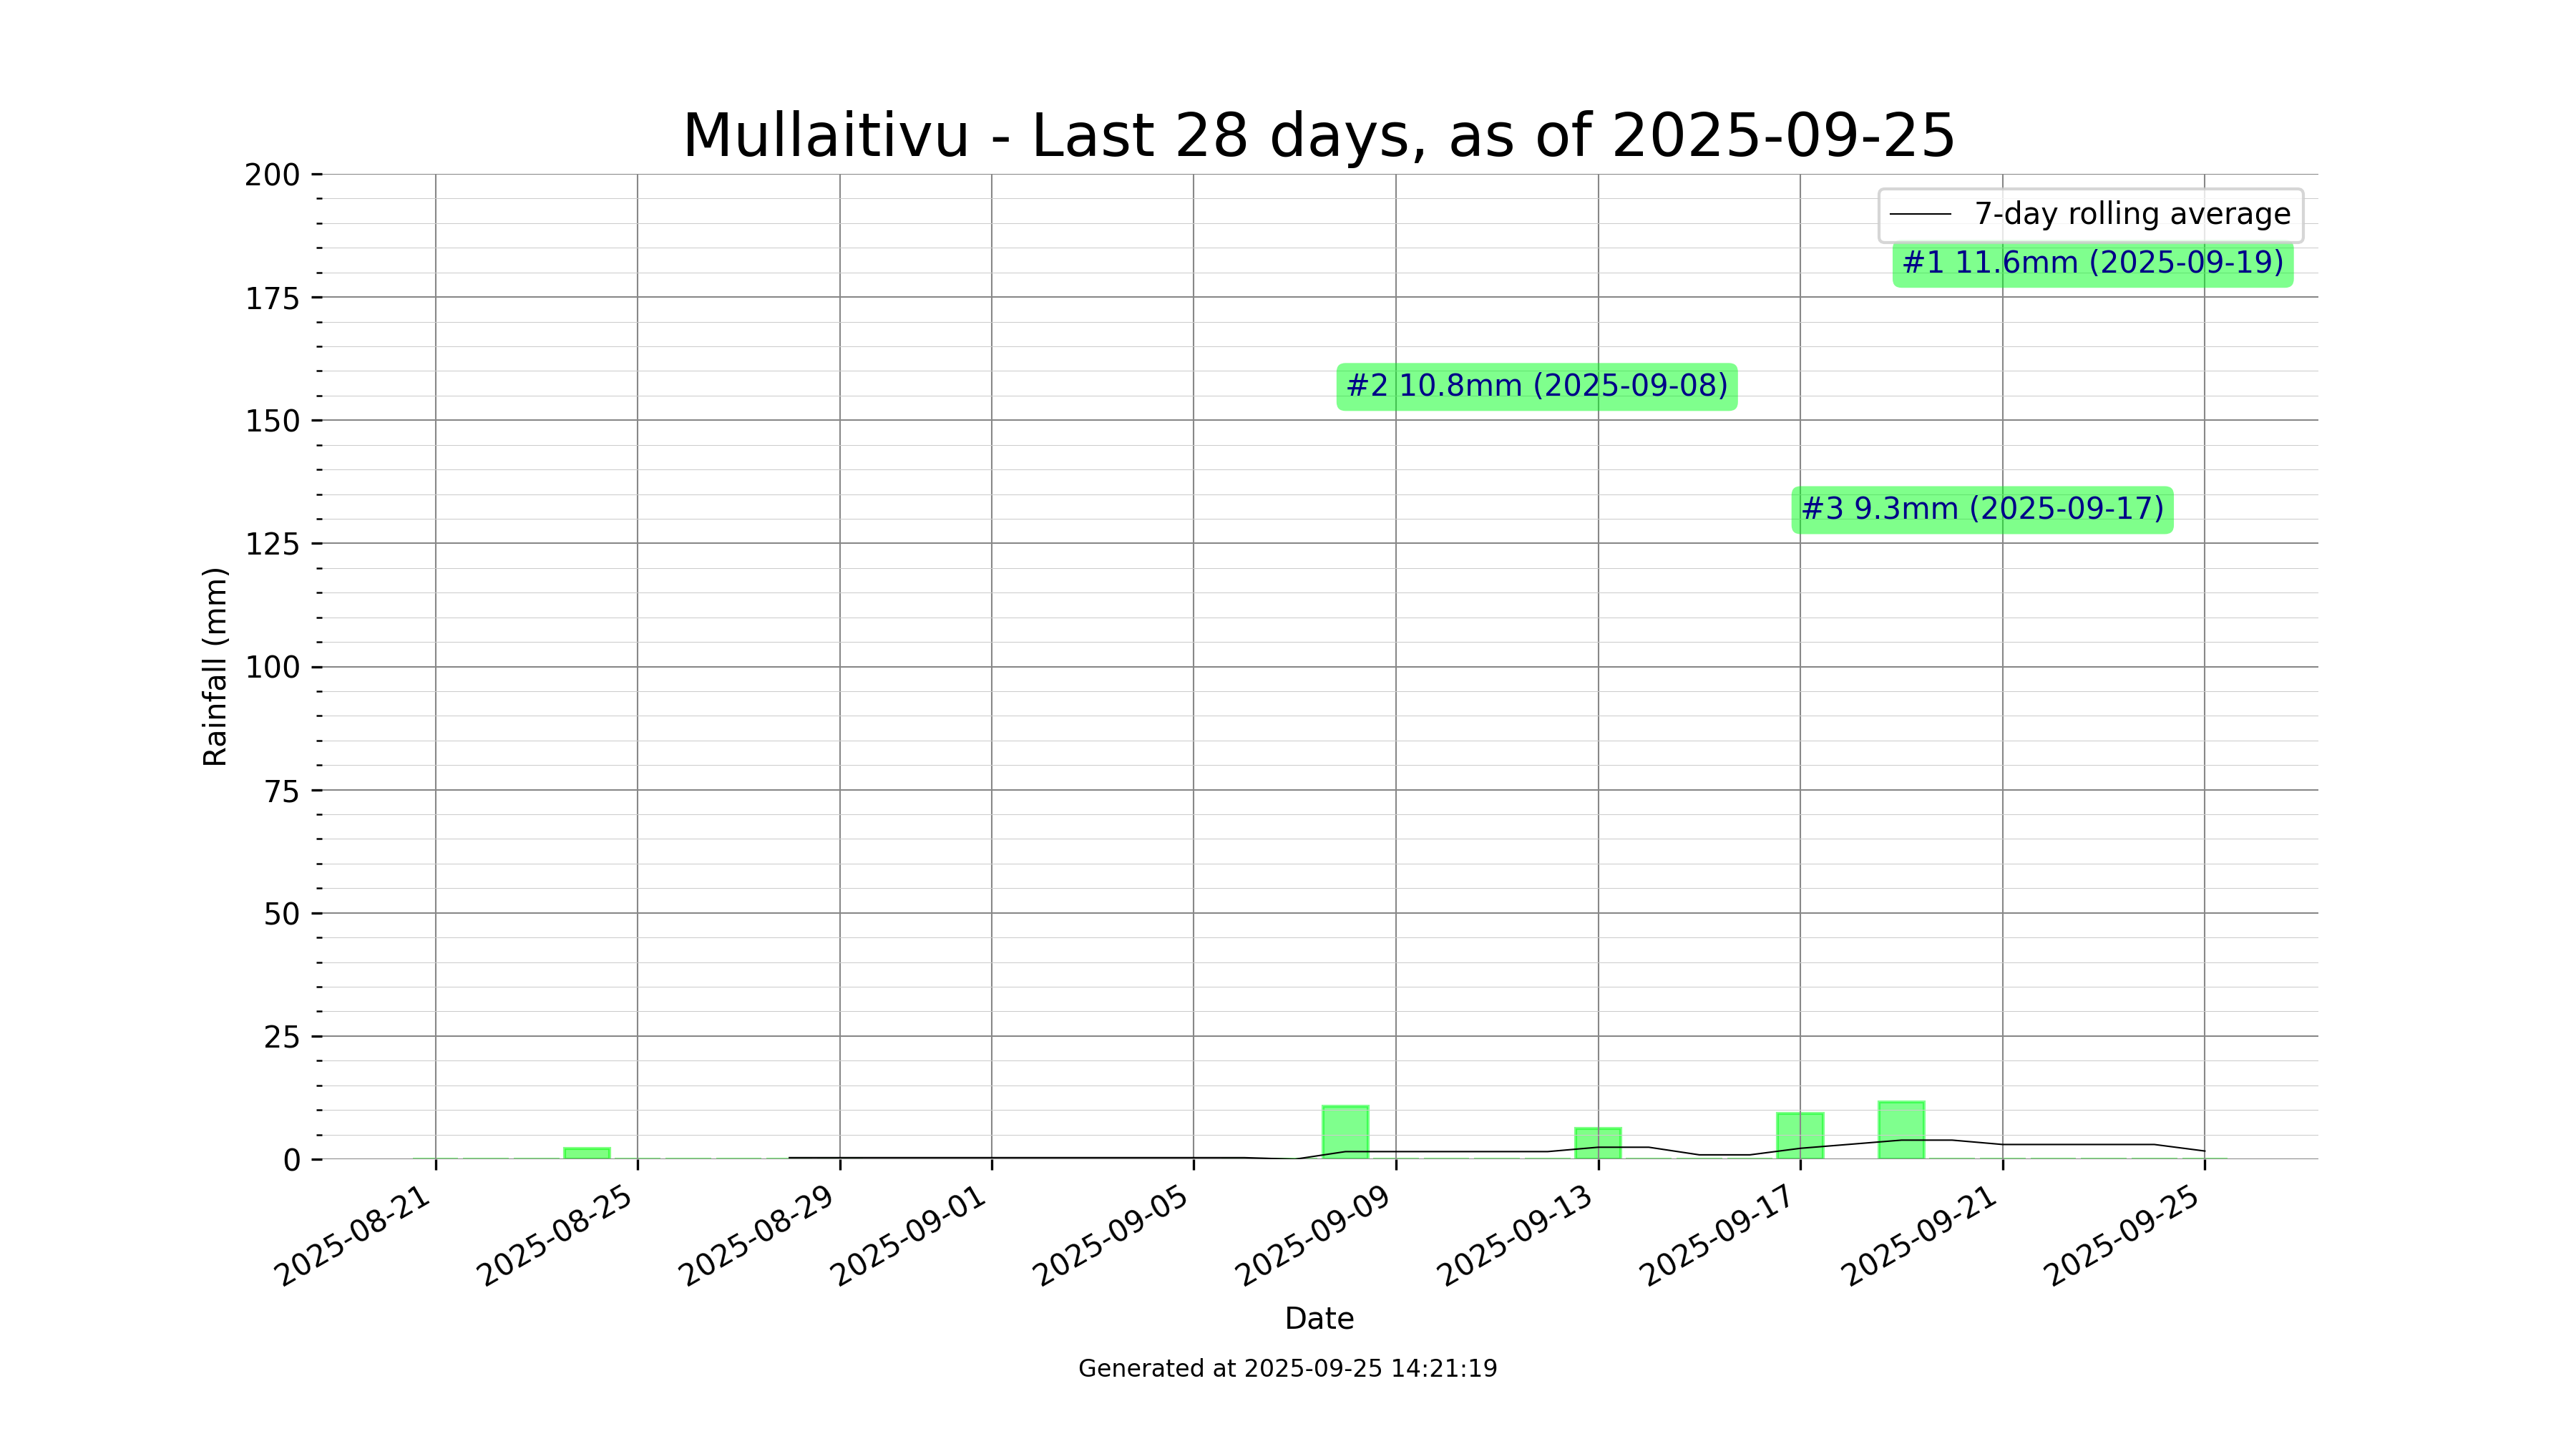 Mullaitivu - Last 28 days, as of 2025-09-25
200
175
150
125
100
75
50
25
0
Rainfall (mm)
7-day rolling average
#1 11.6mm (2025-09-19)
#2 10.8mm (2025-09-08)
#3 9.3mm (2025-09-17)
2025-08-21
2025-08-25
2025-08-29
2025-09-01
2025-09-05
2025-09-09
2025-09-13
2025-09-17
2025-09-21
2025-09-25
Date
Generated at 2025-09-25 14:21:19